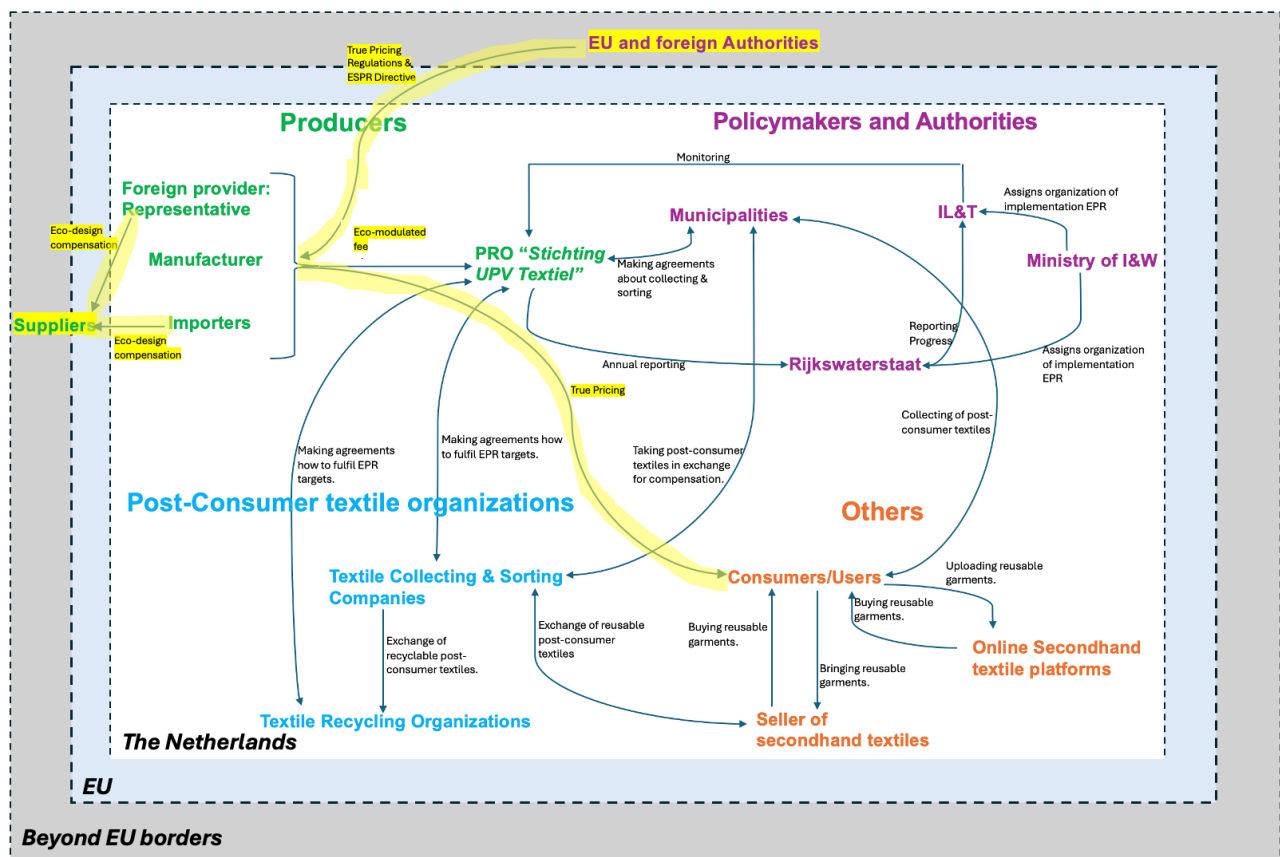 EU and foreign Authorities
True Pricing
Regulations &
ESPR Directive
Producers
Policymakers and Authorities
Monitoring
Foreign provider:
Representative
Assigns organization of
implementation EPR
Municipalities
IL&T
Eco-design
compensation
Eco-modulated
fee
Manufacturer
PRO “Stichting
UPV Textiel”
Making agreements
about collecting &
sorting
Ministry of I&W
Suppliers
Importers
Eco-design
compensation
Reporting
Progress
Annual reporting
Rijkswaterstaat
Assigns organization
of implementation
EPR
True Pricing
Collecting of post-
consumer textiles
Making agreements
how to fulfil EPR
targets.
Making agreements how
to fulfil EPR targets.
Taking post-consumer
textiles in exchange
for compensation.
Post-Consumer textile organizations
Others
Textile Collecting & Sorting
Companies
Consumers/Users
Uploading reusable
garments.
Buying reusable
garments.
Exchange of
recyclable post-
consumer textiles.
Exchange of reusable
post-consumer
textiles
Buying reusable
garments.
Bringing reusable
garments.
Online Secondhand
textile platforms
Textile Recycling Organizations
Seller of
secondhand textiles
The Netherlands
EU
Beyond EU borders